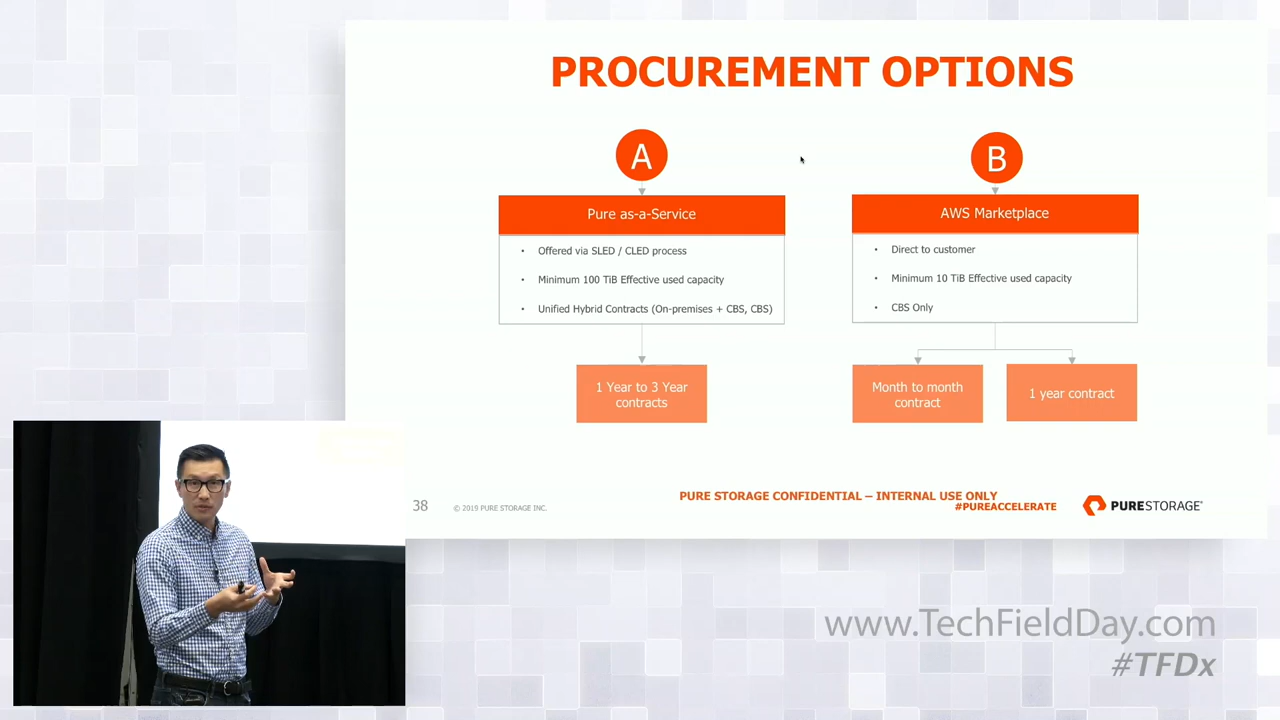 PROCUREMENT OPTIONS
A
Pure as-a-Service
• Offered via SLED / CLED process
• Minimum 100 TiB Effective used capacity
• Unified Hybrid Contracts (On-premises + CBS, CBS)
1 Year to 3 Year
contracts
B
AWS Marketplace
• Direct to customer
• Minimum 10 TiB Effective used capacity
• CBS Only
Month to month
contract
1 year contract
38
© 2019 PURE STORAGE INC.
PURE STORAGE CONFIDENTIAL – INTERNAL USE ONLY
#PUREACCELERATE
PURESTORAGE®
www.TechFieldDay.com
#TFDx